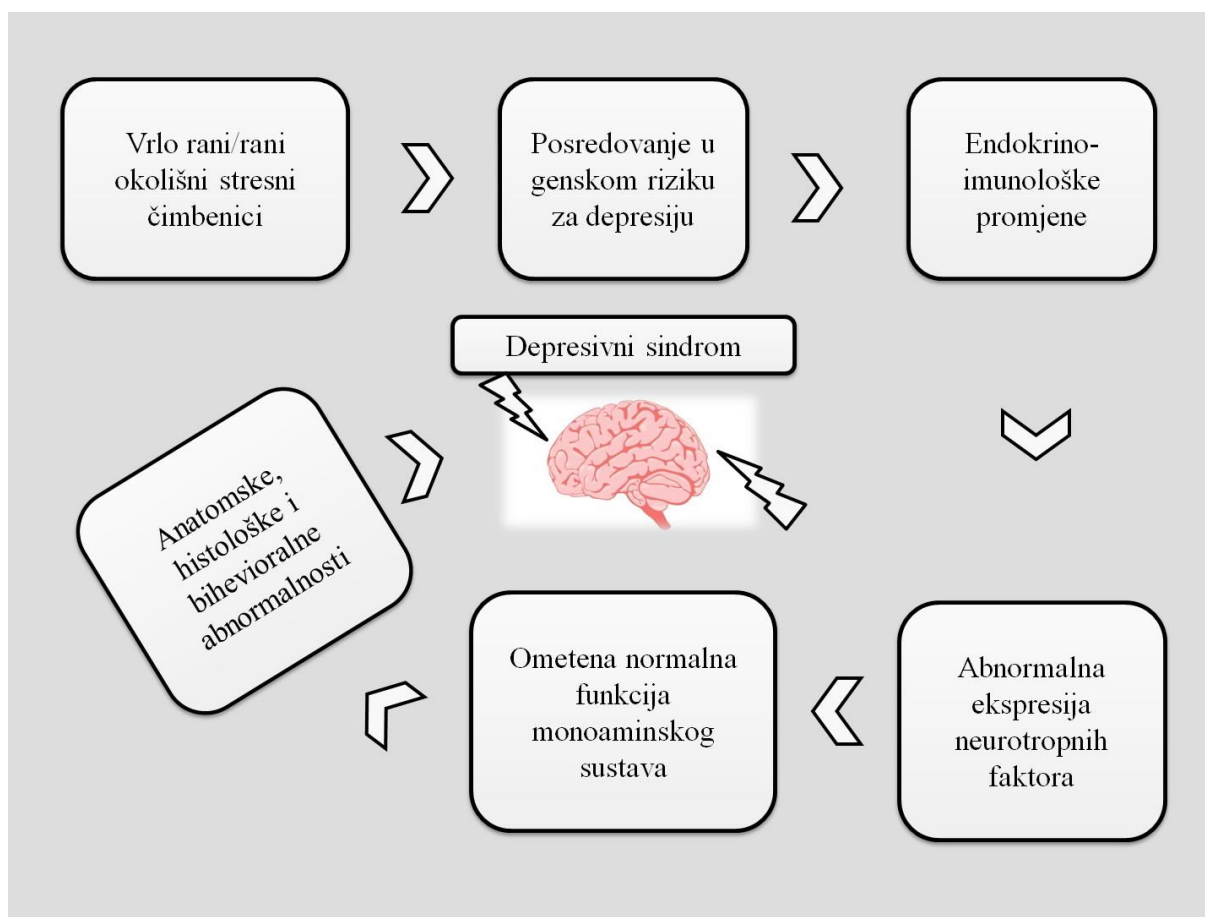 Vrlo rani/rani
okolišni stresni
čimbenici
Posredovanje u
genskom riziku
za depresiju
Endokrino-
imunološke
promjene
Depresivni sindrom
Anatomske,
histološke i
bihevioralne
abnormalnosti
Ometena normalna
funkcija
monoaminskog
sustava
Abnormalna
ekspresija
neurotropnih
faktora